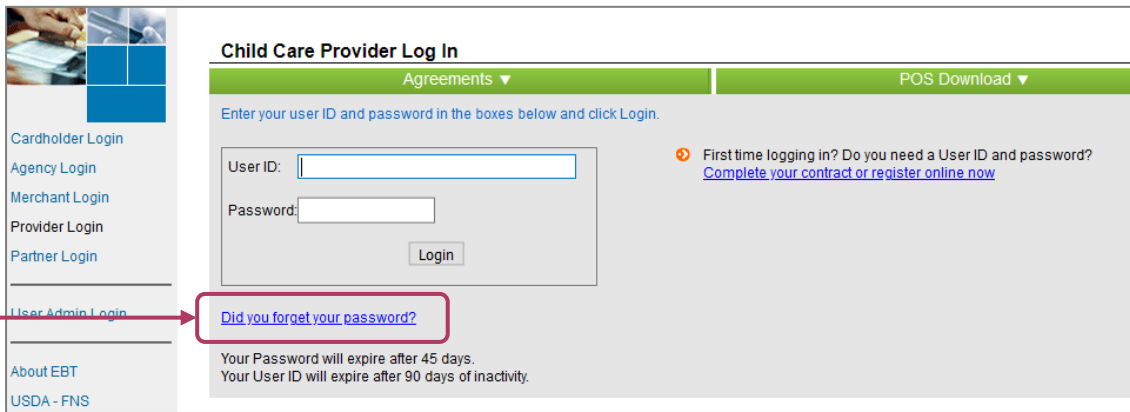 Child Care Provider Log In
Agreements ▼
POS Download ▼
Enter your user ID and password in the boxes below and click Login.
Cardholder Login
Agency Login
Merchant Login
Provider Login
Partner Login
User Admin Login
About EBT
USDA - FNS
User ID:
Password:
Login
First time logging in? Do you need a User ID and password?
Complete your contract or register online now
Did you forget your password?
Your Password will expire after 45 days.
Your User ID will expire after 90 days of inactivity.